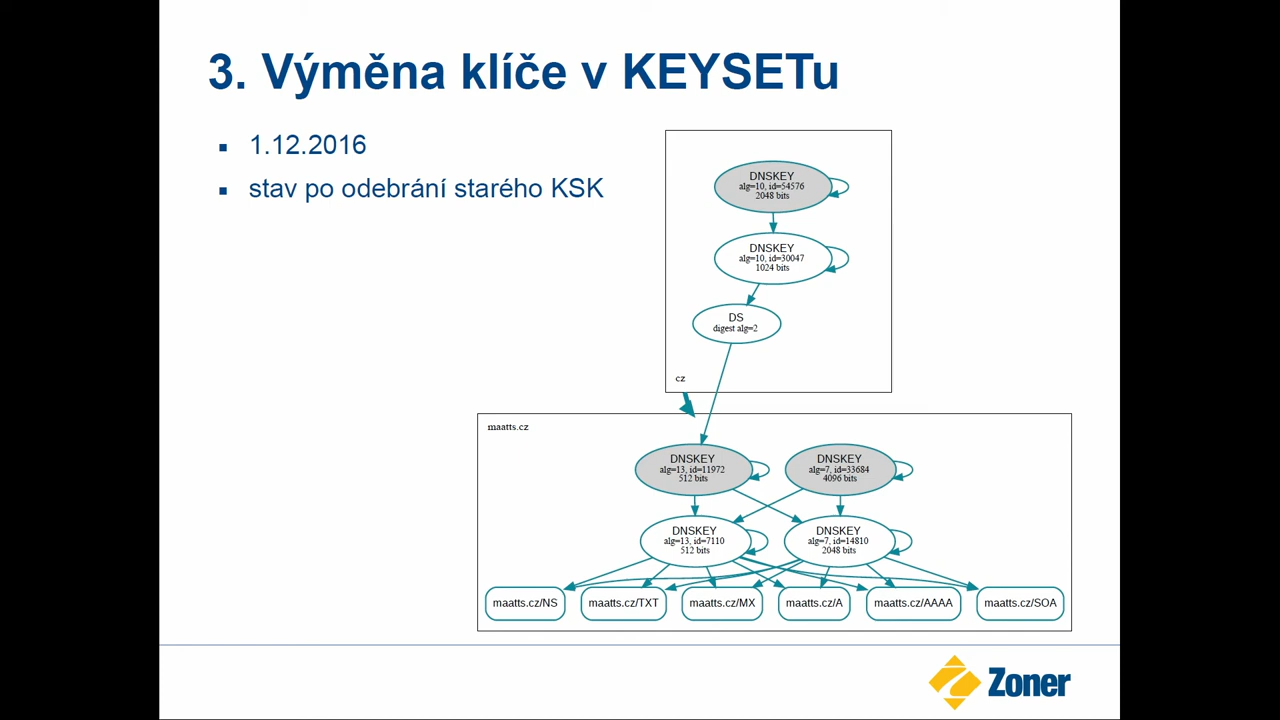 3. Výměna klíče v KEYSETu
1.12.2016
stav po odebrání starého KSK
DNSKEY
alg=10, id=54576
2048 bits
DNSKEY
alg=10, id=30047
1024 bits
DS
digest alg=2
cz
maatts.cz
DNSKEY
alg=13, id=11972
512 bits
DNSKEY
alg=7, id=33684
4096 bits
DNSKEY
alg=13, id=7110
512 bits
DNSKEY
alg=7, id=14810
2048 bits
maatts.cz/NS
maatts.cz/TXT
maatts.cz/MX
maatts.cz/A
maatts.cz/AAAA
maatts.cz/SOA
Zoner